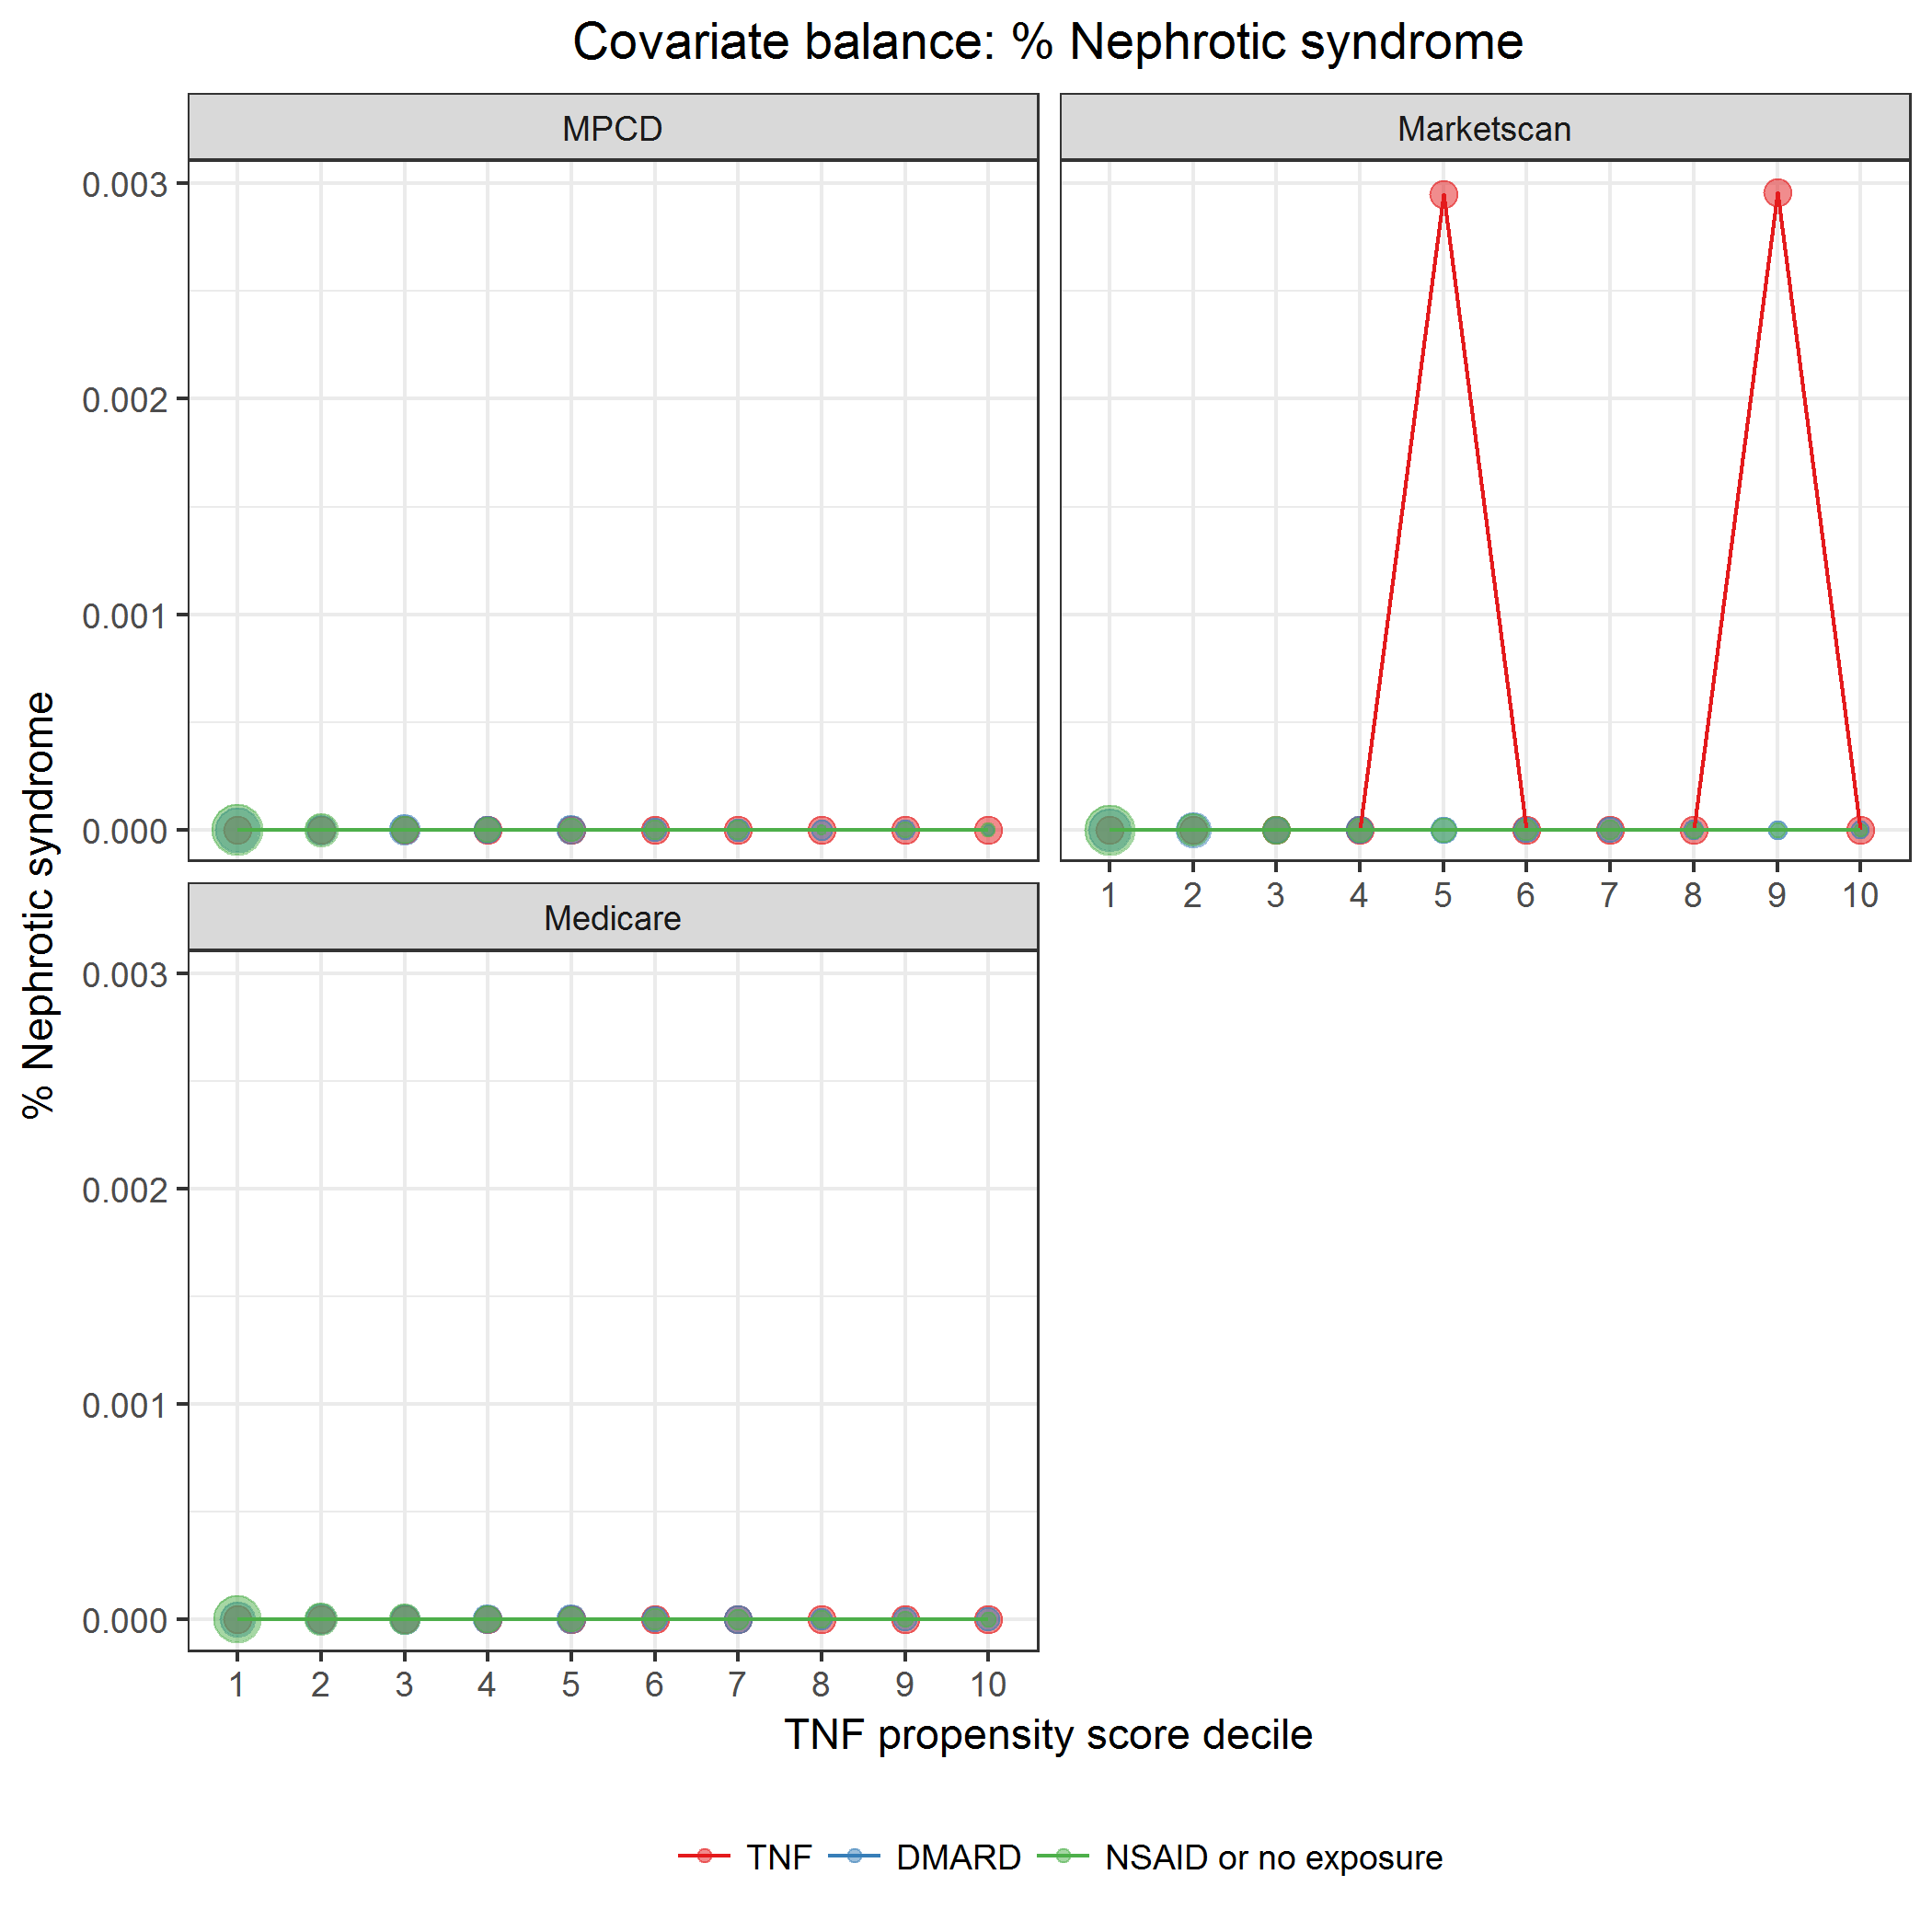 Covariate balance: % Nephrotic syndrome
MPCD
Marketscan
0.003
0.002
0.001
0.000
1 2 3 4 5 6 7 8 9 10
Medicare
0.003
0.002
0.001
0.000
1 2 3 4 5 6 7 8 9 10
% Nephrotic syndrome
TNF propensity score decile
TNF DMARD NSAID or no exposure